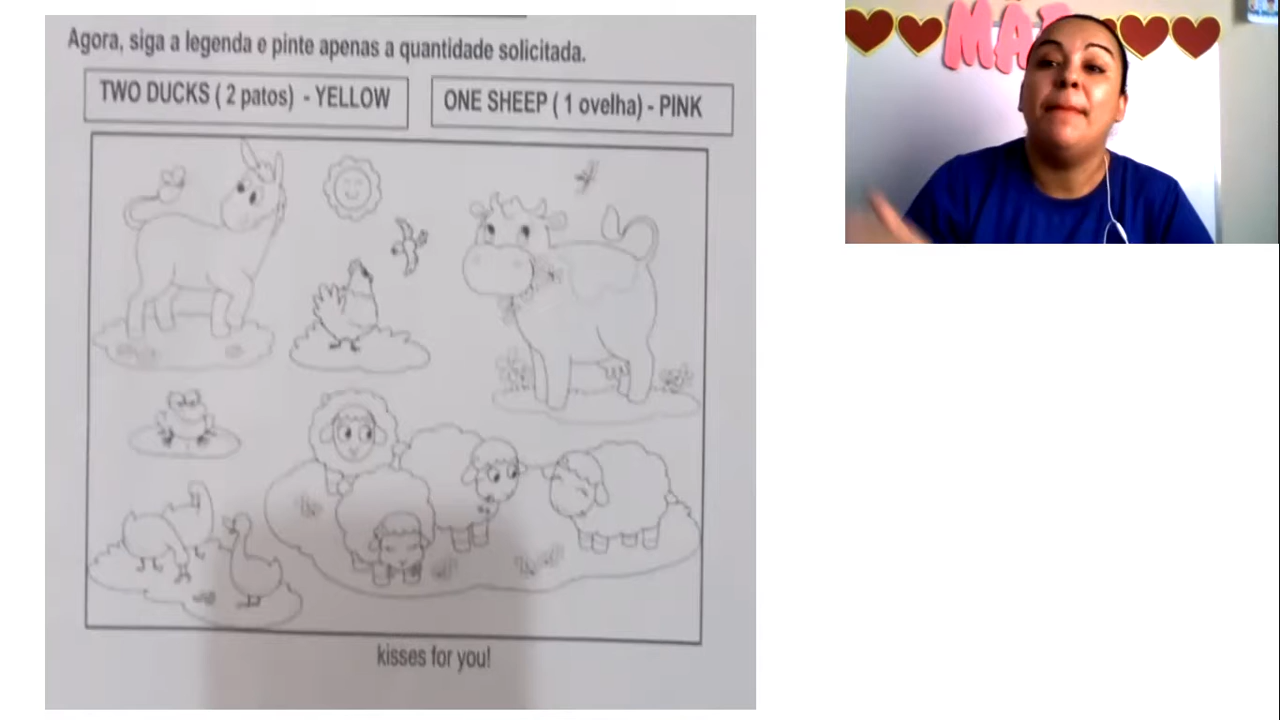 MÃE
Agora, siga a legenda e pinte apenas a quantidade solicitada.
TWO DUCKS ( 2 patos) - YELLOW
ONE SHEEP ( 1 ovelha) - PINK
kisses for you!